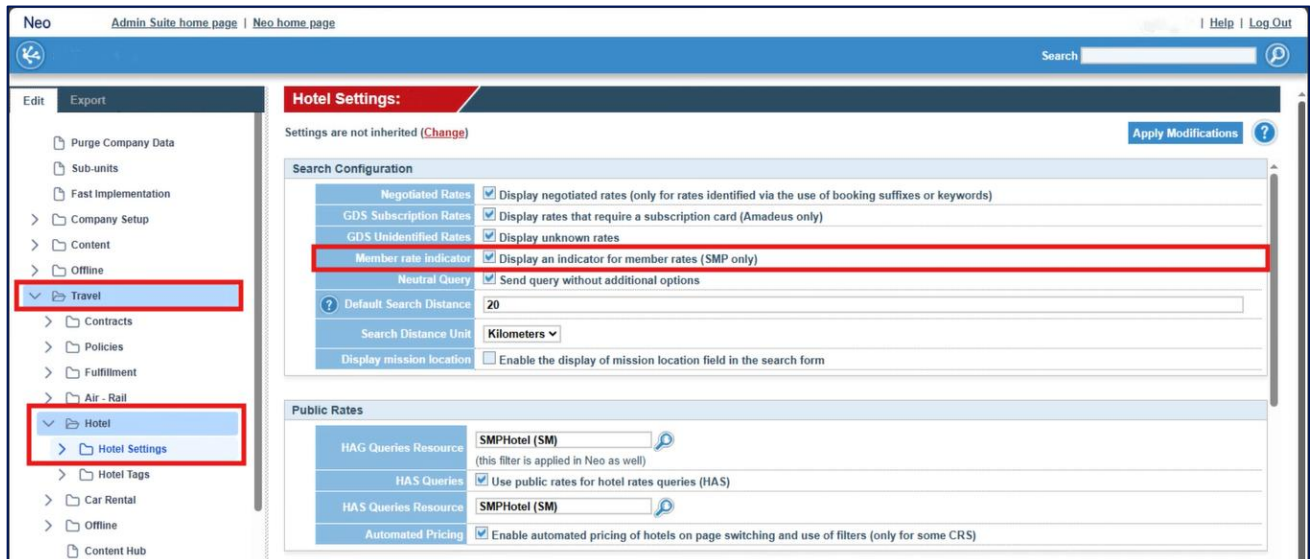 Neo
Admin Suite home page | Neo home page
| Help | Log Out
Search
Edit
Export
Purge Company Data
Sub-units
Fast Implementation
Company Setup
Content
Offline
Travel
Contracts
Policies
Fulfillment
Air - Rail
Hotel
Hotel Settings
Hotel Tags
Car Rental
Offline
Content Hub
Hotel Settings:
Settings are not inherited (Change)
Apply Modifications ?
Search Configuration
Negotiated Rates Display negotiated rates (only for rates identified via the use of booking suffixes or keywords)
GDS Subscription Rates Display rates that require a subscription card (Amadeus only)
GDS Unidentified Rates Display unknown rates
Member rate indicator Display an indicator for member rates (SMP only)
Neutral Query Send query without additional options
? Default Search Distance 20
Search Distance Unit Kilometers
Display mission location Enable the display of mission location field in the search form
Public Rates
HAG Queries Resource SMPHotel (SM)
(this filter is applied in Neo as well)
HAS Queries Use public rates for hotel rates queries (HAS)
HAS Queries Resource SMPHotel (SM)
Automated Pricing Enable automated pricing of hotels on page switching and use of filters (only for some CRS)